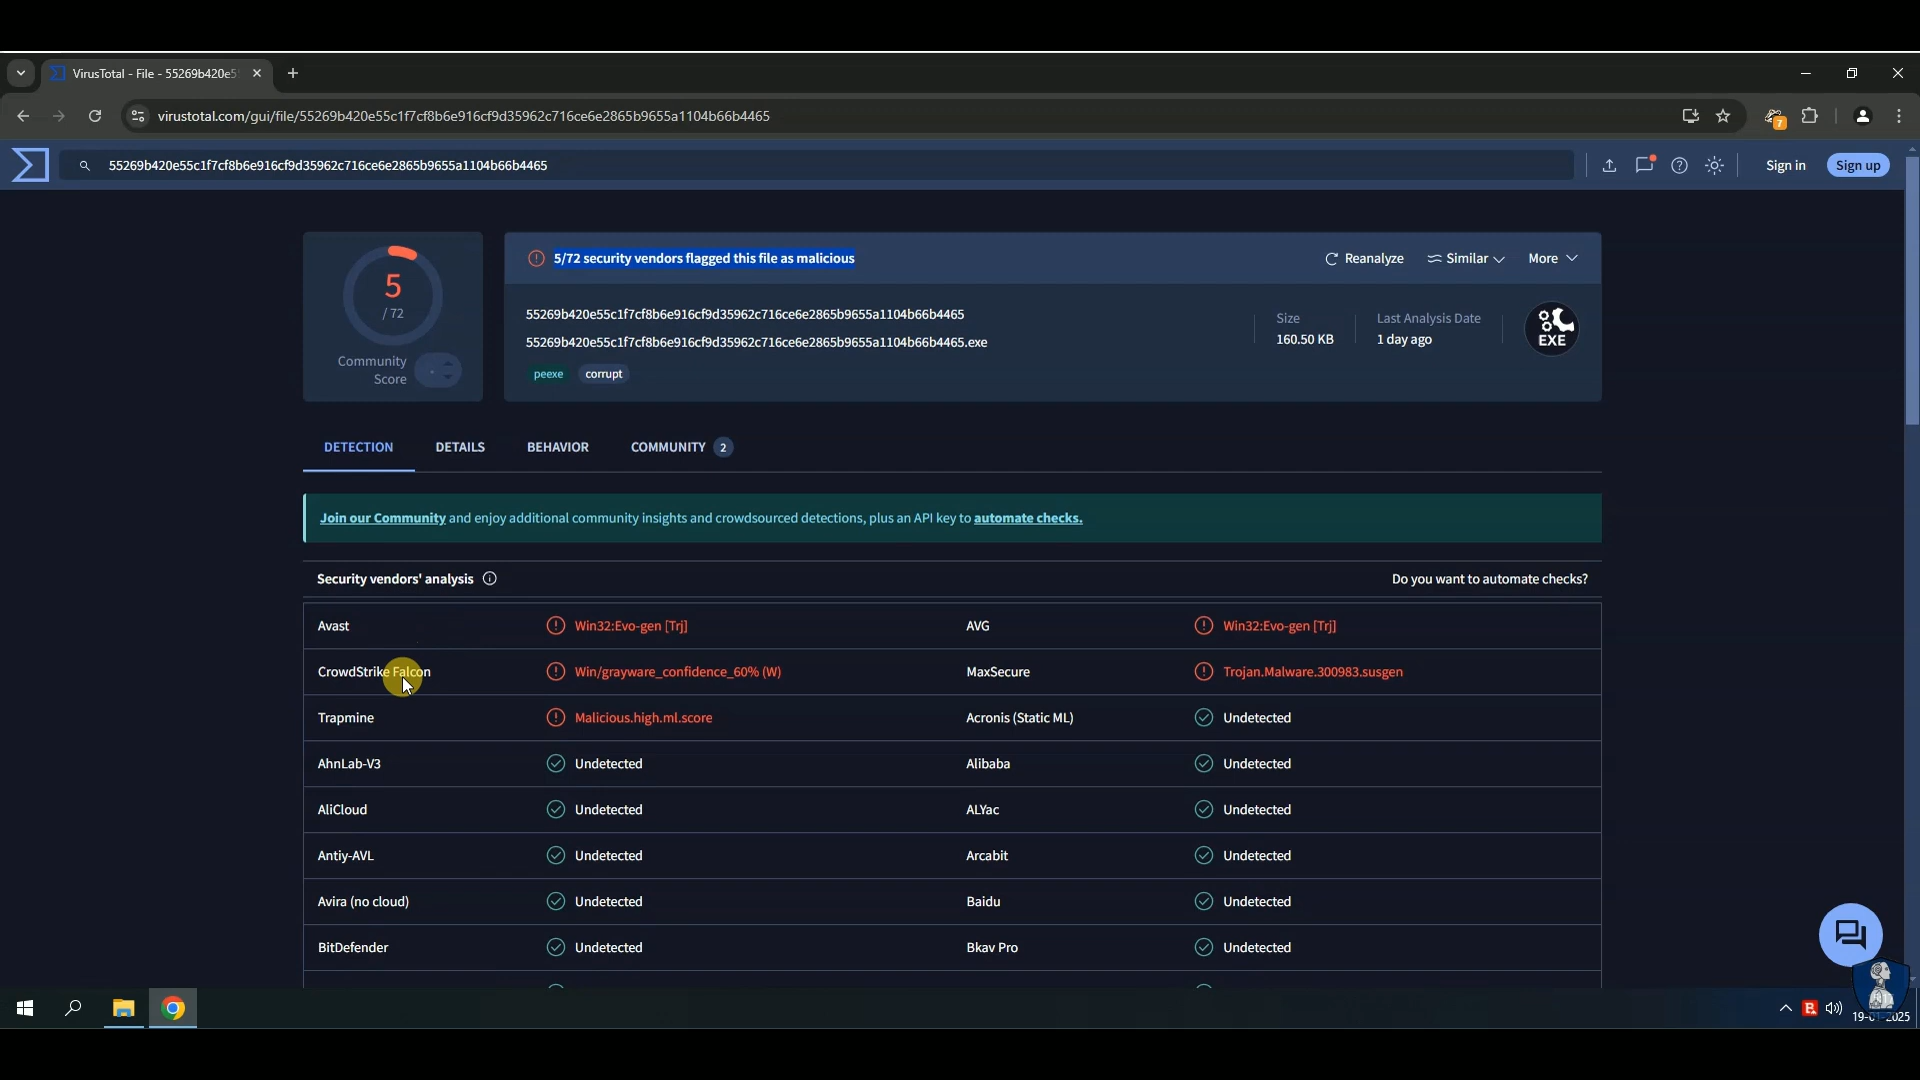 VirusTotal - File - 55269b420e5
virustotal.com/gui/file/55269b420e55c1f7cf8b6e916cf9d35962c716ce6e2865b9655a1104b66b4465
7
55269b420e55c1f7cf8b6e916cf9d35962c716ce6e2865b9655a1104b66b4465
Sign in
Sign up
5
/ 72
Community
Score
-
5/72 security vendors flagged this file as malicious
Reanalyze
Similar
More
55269b420e55c1f7cf8b6e916cf9d35962c716ce6e2865b9655a1104b66b4465
55269b420e55c1f7cf8b6e916cf9d35962c716ce6e2865b9655a1104b66b4465.exe
peexe
corrupt
Size
160.50 KB
Last Analysis Date
1 day ago
EXE
DETECTION
DETAILS
BEHAVIOR
COMMUNITY 2
Join our Community and enjoy additional community insights and crowdsourced detections, plus an API key to automate checks.
Security vendors' analysis
Do you want to automate checks?
Avast Win32:Evo-gen [Trj] AVG Win32:Evo-gen [Trj]
CrowdStrike Falcon Win/grayware_confidence_60% (W) MaxSecure Trojan.Malware.300983.susgen
Trapmine Malicious.high.ml.score Acronis (Static ML) Undetected
AhnLab-V3 Undetected Alibaba Undetected
AliCloud Undetected ALYac Undetected
Antiy-AVL Undetected Arcabit Undetected
Avira (no cloud) Undetected Baidu Undetected
BitDefender Undetected Bkav Pro Undetected